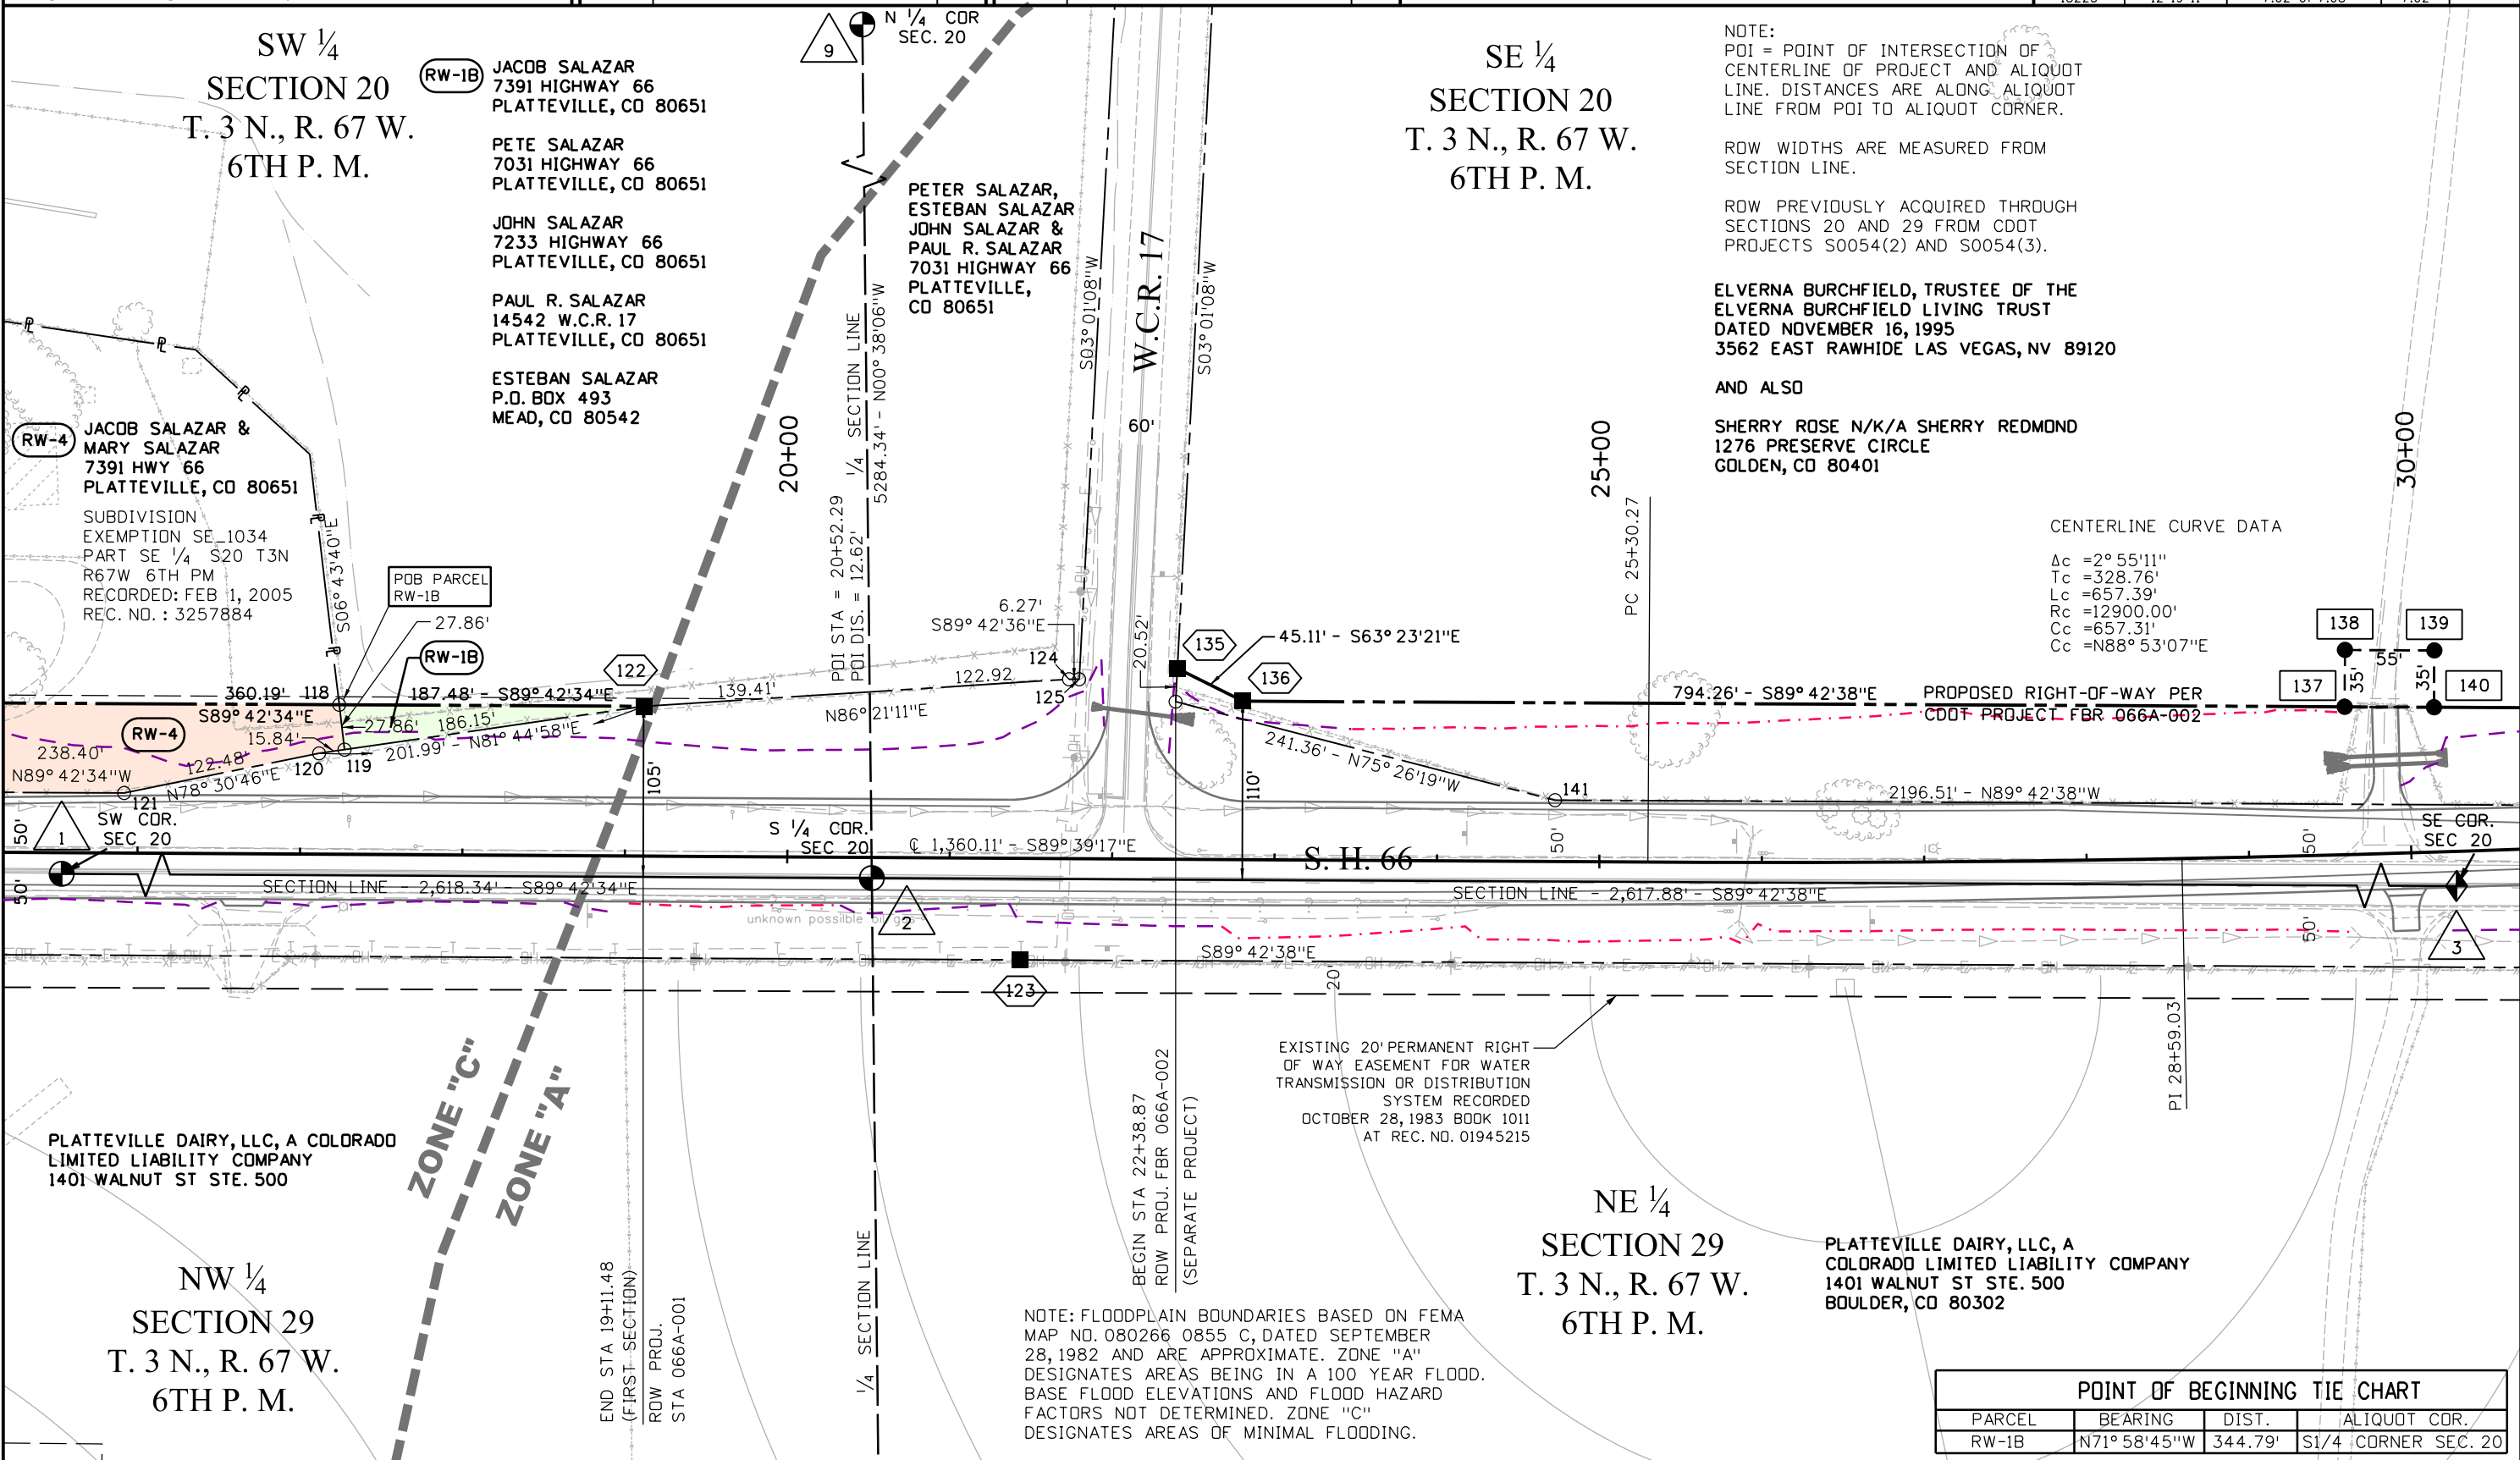 SW 1/4
SECTION 20
T. 3 N., R. 67 W.
6TH P. M.
RW-1B
JACOB SALAZAR
7391 HIGHWAY 66
PLATTEVILLE, CO 80651
PETE SALAZAR
7031 HIGHWAY 66
PLATTEVILLE, CO 80651
JOHN SALAZAR
7233 HIGHWAY 66
PLATTEVILLE, CO 80651
PAUL R. SALAZAR
14542 W.C.R. 17
PLATTEVILLE, CO 80651
ESTEBAN SALAZAR
P.O. BOX 493
MEAD, CO 80542
9
N 1/4 COR
SEC. 20
PETER SALAZAR,
ESTEBAN SALAZAR
JOHN SALAZAR &
PAUL R. SALAZAR
7031 HIGHWAY 66
PLATTEVILLE,
CO 80651
SE 1/4
SECTION 20
T. 3 N., R. 67 W.
6TH P. M.
NOTE:
POI = POINT OF INTERSECTION OF
CENTERLINE OF PROJECT AND ALIQUOT
LINE. DISTANCES ARE ALONG ALIQUOT
LINE FROM POI TO ALIQUOT CORNER.
ROW WIDTHS ARE MEASURED FROM
SECTION LINE.
ROW PREVIOUSLY ACQUIRED THROUGH
SECTIONS 20 AND 29 FROM CDOT
PROJECTS S0054(2) AND S0054(3).
ELVERNA BURCHFIELD, TRUSTEE OF THE
ELVERNA BURCHFIELD LIVING TRUST
DATED NOVEMBER 16, 1995
3562 EAST RAWHIDE LAS VEGAS, NV 89120
AND ALSO
SHERRY ROSE N/K/A SHERRY REDMOND
1276 PRESERVE CIRCLE
GOLDEN, CO 80401
RW-4
JACOB SALAZAR &
MARY SALAZAR
7391 HWY 66
PLATTEVILLE, CO 80651
SUBDIVISION
EXEMPTION SE_1034
PART SE 1/4 S20 T3N
R67W 6TH PM
RECORDED: FEB 1, 2005
REC. NO. : 3257884
S06°43'40"E
POB PARCEL
RW-1B
27.86'
RW-1B
20+00
POI STA = 20+52.29
POI DIS. = 12.62'
1/4 SECTION LINE
5284.34' - N00°38'06"W
S03°01'08"W
W.C.R. 17
S03°01'08"W
60'
25+00
PC 25+30.27
30+00
CENTERLINE CURVE DATA
Δc =2°55'11"
Tc =328.76'
Lc =657.39'
Rc =12900.00'
Cc =657.31'
Cc =N88°53'07"E
6.27'
S89°42'36"E
124
125
20.52'
135
45.11' - S63°23'21"E
136
138
139
55'
35'
35'
137
140
122
360.19'
118
S89°42'34"E
187.48' - S89°42'34"E
139.41'
122.92
N86°21'11"E
794.26' - S89°42'38"E
PROPOSED RIGHT-OF-WAY PER
CDOT PROJECT FBR 066A-002
RW-4
27.86'
186.15'
15.84'
201.99' - N81°44'58"E
238.40'
N89°42'34"W
122.48'
N78°30'46"E
120
119
121
105'
110'
241.36' - N75°26'19"W
141
2196.51' - N89°42'38"W
50'
1
SW COR.
SEC 20
50'
S 1/4 COR.
SEC 20
℄ 1,360.11' - S89°39'17"E
S. H. 66
50'
50'
SE COR.
SEC 20
SECTION LINE - 2,618.34' - S89°42'34"E
SECTION LINE - 2,617.88' - S89°42'38"E
unknown possible
2
50'
3
S89°42'38"E
123
20'
EXISTING 20' PERMANENT RIGHT
OF WAY EASEMENT FOR WATER
TRANSMISSION OR DISTRIBUTION
SYSTEM RECORDED
OCTOBER 28, 1983 BOOK 1011
AT REC. NO. 01945215
PI 28+59.03
ZONE "C"
ZONE "A"
PLATTEVILLE DAIRY, LLC, A COLORADO
LIMITED LIABILITY COMPANY
1401 WALNUT ST STE. 500
NW 1/4
SECTION 29
T. 3 N., R. 67 W.
6TH P. M.
END STA 19+11.48
(FIRST SECTION)
ROW PROJ.
STA 066A-001
1/4 SECTION LINE
BEGIN STA 22+38.87
ROW PROJ. FBR 066A-002
(SEPARATE PROJECT)
NE 1/4
SECTION 29
T. 3 N., R. 67 W.
6TH P. M.
PLATTEVILLE DAIRY, LLC, A
COLORADO LIMITED LIABILITY COMPANY
1401 WALNUT ST STE. 500
BOULDER, CO 80302
NOTE: FLOODPLAIN BOUNDARIES BASED ON FEMA
MAP NO. 080266 0855 C, DATED SEPTEMBER
28, 1982 AND ARE APPROXIMATE. ZONE "A"
DESIGNATES AREAS BEING IN A 100 YEAR FLOOD.
BASE FLOOD ELEVATIONS AND FLOOD HAZARD
FACTORS NOT DETERMINED. ZONE "C"
DESIGNATES AREAS OF MINIMAL FLOODING.
POINT OF BEGINNING TIE CHART
PARCEL BEARING DIST. ALIQUOT COR.
RW-1B N71°58'45"W 344.79' S1/4 CORNER SEC. 20